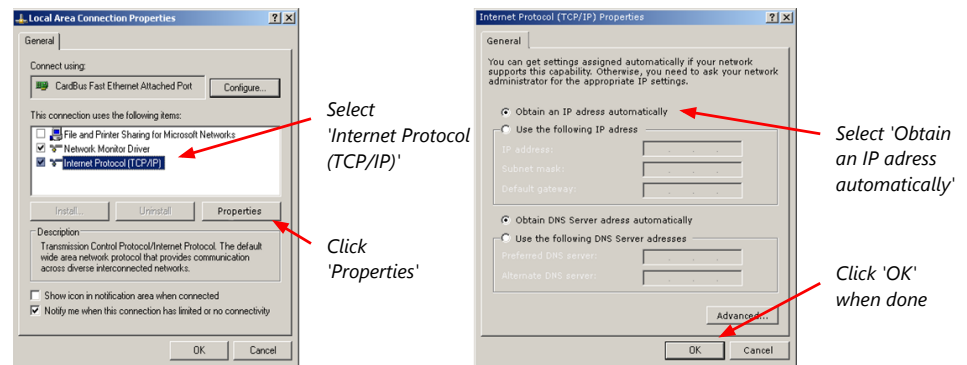 Local Area Connection Properties
General
Connect using:
CardBus Fast Ethernet Attached Port
Configure...
This connection uses the following items:
File and Printer Sharing for Microsoft Networks
Network Monitor Driver
Internet Protocol (TCP/IP)
Install...
Uninstall
Properties
Description
Transmission Control Protocol/Internet Protocol. The default
wide area network protocol that provides communication
across diverse interconnected networks.
Show icon in notification area when connected
Notify me when this connection has limited or no connectivity
OK
Cancel
Select
'Internet Protocol
(TCP/IP)'
Click
'Properties'
Internet Protocol (TCP/IP) Properties
General
You can get settings assigned automatically if your network
supports this capability. Otherwise, you need to ask your network
administrator for the appropriate IP settings.
Obtain an IP adress automatically
Use the following IP adress
IP address:
Subnet mask:
Default gateway:
Obtain DNS Server adress automatically
Use the following DNS Server adresses
Preferred DNS server:
Alternate DNS server:
Advanced...
OK
Cancel
Select 'Obtain
an IP adress
automatically'
Click 'OK'
when done